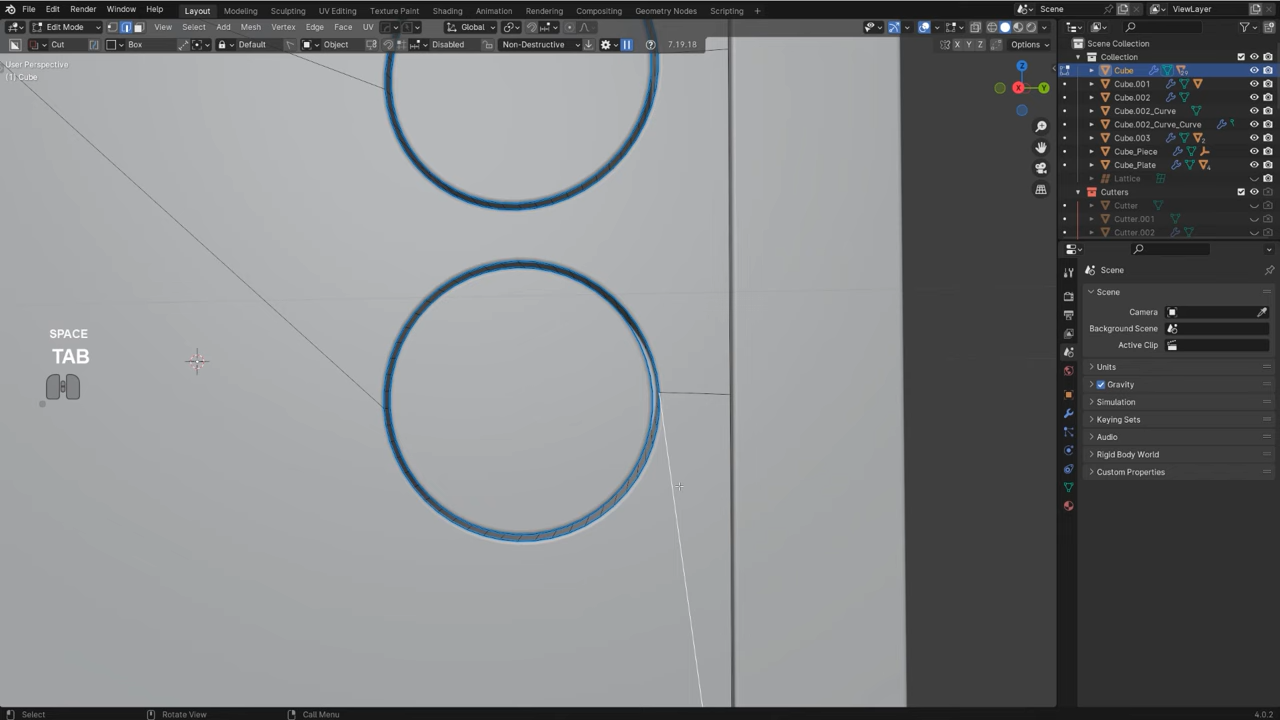 File Edit Render Window Help Layout Modeling Sculpting UV Editing Texture Paint Shading Animation Rendering Compositing Geometry Nodes Scripting + Scene ViewLayer
Edit Mode View Select Add Mesh Vertex Edge Face UV Global
Cut Box Default Object Disabled Non-Destructive 7.19.18 X Y Z Options
User Perspective
(1) Cube
Z
X
Y
SPACE
TAB
Scene Collection
Collection
Cube
Cube.001
Cube.002
Cube.002_Curve
Cube.002_Curve_Curve
Cube.003
Cube_Piece
Cube_Plate
Lattice
Cutters
Cutter
Cutter.001
Cutter.002
Scene
Scene
Camera
Background Scene
Active Clip
Units
Gravity
Simulation
Keying Sets
Audio
Rigid Body World
Custom Properties
Select Rotate View Call Menu 4.0.2